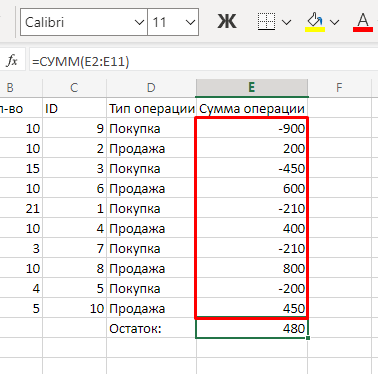 Calibri 11 Ж A
fx =СУММ(E2:E11)
B C D E F
л-во ID Тип операции Сумма операции
10 9 Покупка -900
10 2 Продажа 200
15 3 Покупка -450
10 6 Продажа 600
21 1 Покупка -210
10 4 Продажа 400
3 7 Покупка -210
10 8 Продажа 800
4 5 Покупка -200
5 10 Продажа 450
Остаток: 480